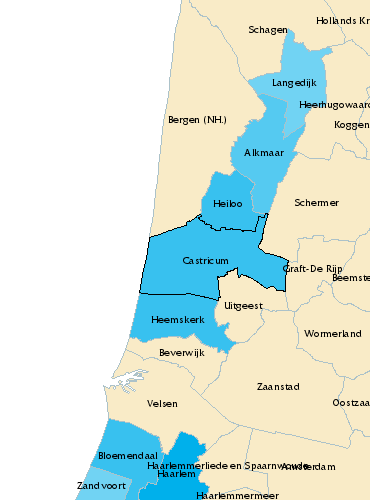 Schagen
Hollands Kr
Langedijk
Heerhugowaard
Bergen (NH.)
Koggen
Alkmaar
Heiloo
Schermer
Castricum
Graft-De Rijp
Beemste
Uitgeest
Heemskerk
Wormerland
Beverwijk
Zaanstad
Velsen
Oostzaa
Bloemendaal
Haarlemmerliede en Spaarnwoude
Amsterdam
Haarlem
Zandvoort
Haarlemmermeer